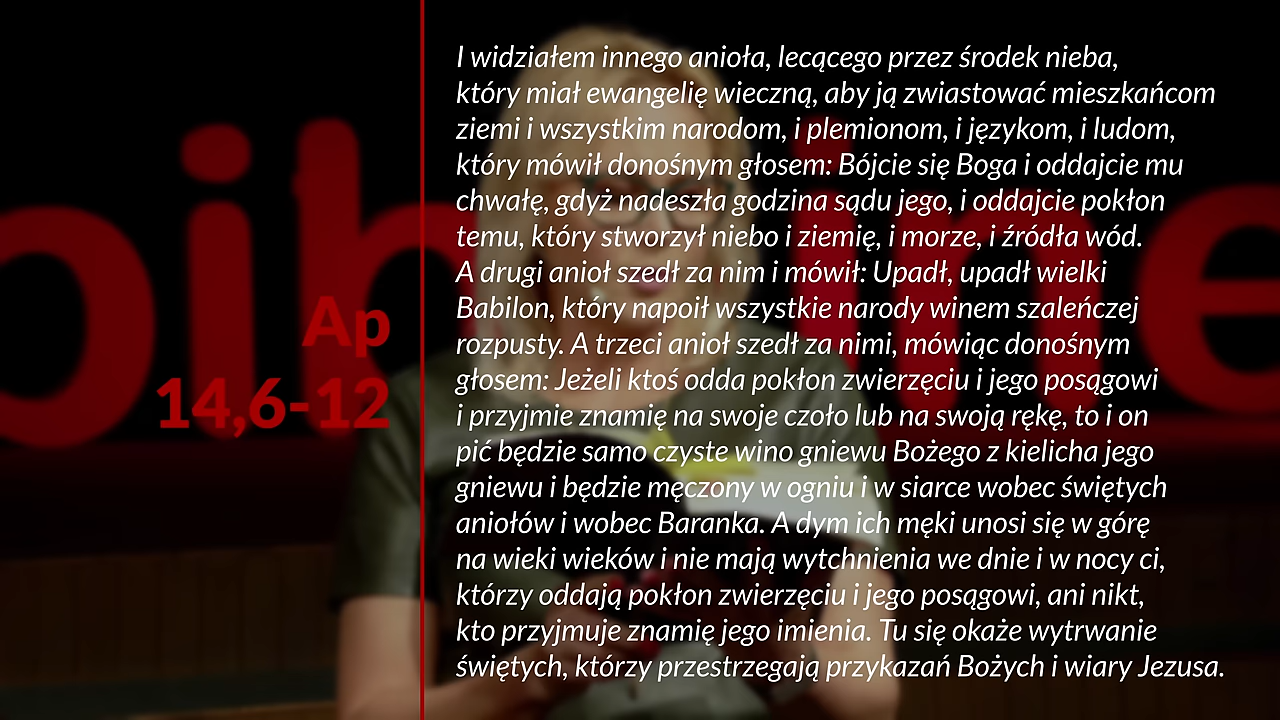 Ap
14,6-12
I widziałem innego anioła, lecącego przez środek nieba,
który miał ewangelię wieczną, aby ją zwiastować mieszkańcom
ziemi i wszystkim narodom, i plemionom, i językom, i ludom,
który mówił donośnym głosem: Bójcie się Boga i oddajcie mu
chwałę, gdyż nadeszła godzina sądu jego, i oddajcie pokłon
temu, który stworzył niebo i ziemię, i morze, i źródła wód.
A drugi anioł szedł za nim i mówił: Upadł, upadł wielki
Babilon, który napoił wszystkie narody winem szaleńczej
rozpusty. A trzeci anioł szedł za nimi, mówiąc donośnym
głosem: Jeżeli ktoś odda pokłon zwierzęciu i jego posągowi
i przyjmie znamię na swoje czoło lub na swoją rękę, to i on
pić będzie samo czyste wino gniewu Bożego z kielicha jego
gniewu i będzie męczony w ogniu i w siarce wobec świętych
aniołów i wobec Baranka. A dym ich męki unosi się w górę
na wieki wieków i nie mają wytchnienia we dnie i w nocy ci,
którzy oddają pokłon zwierzęciu i jego posągowi, ani nikt,
kto przyjmuje znamię jego imienia. Tu się okaże wytrwanie
świętych, którzy przestrzegają przykazań Bożych i wiary Jezusa.